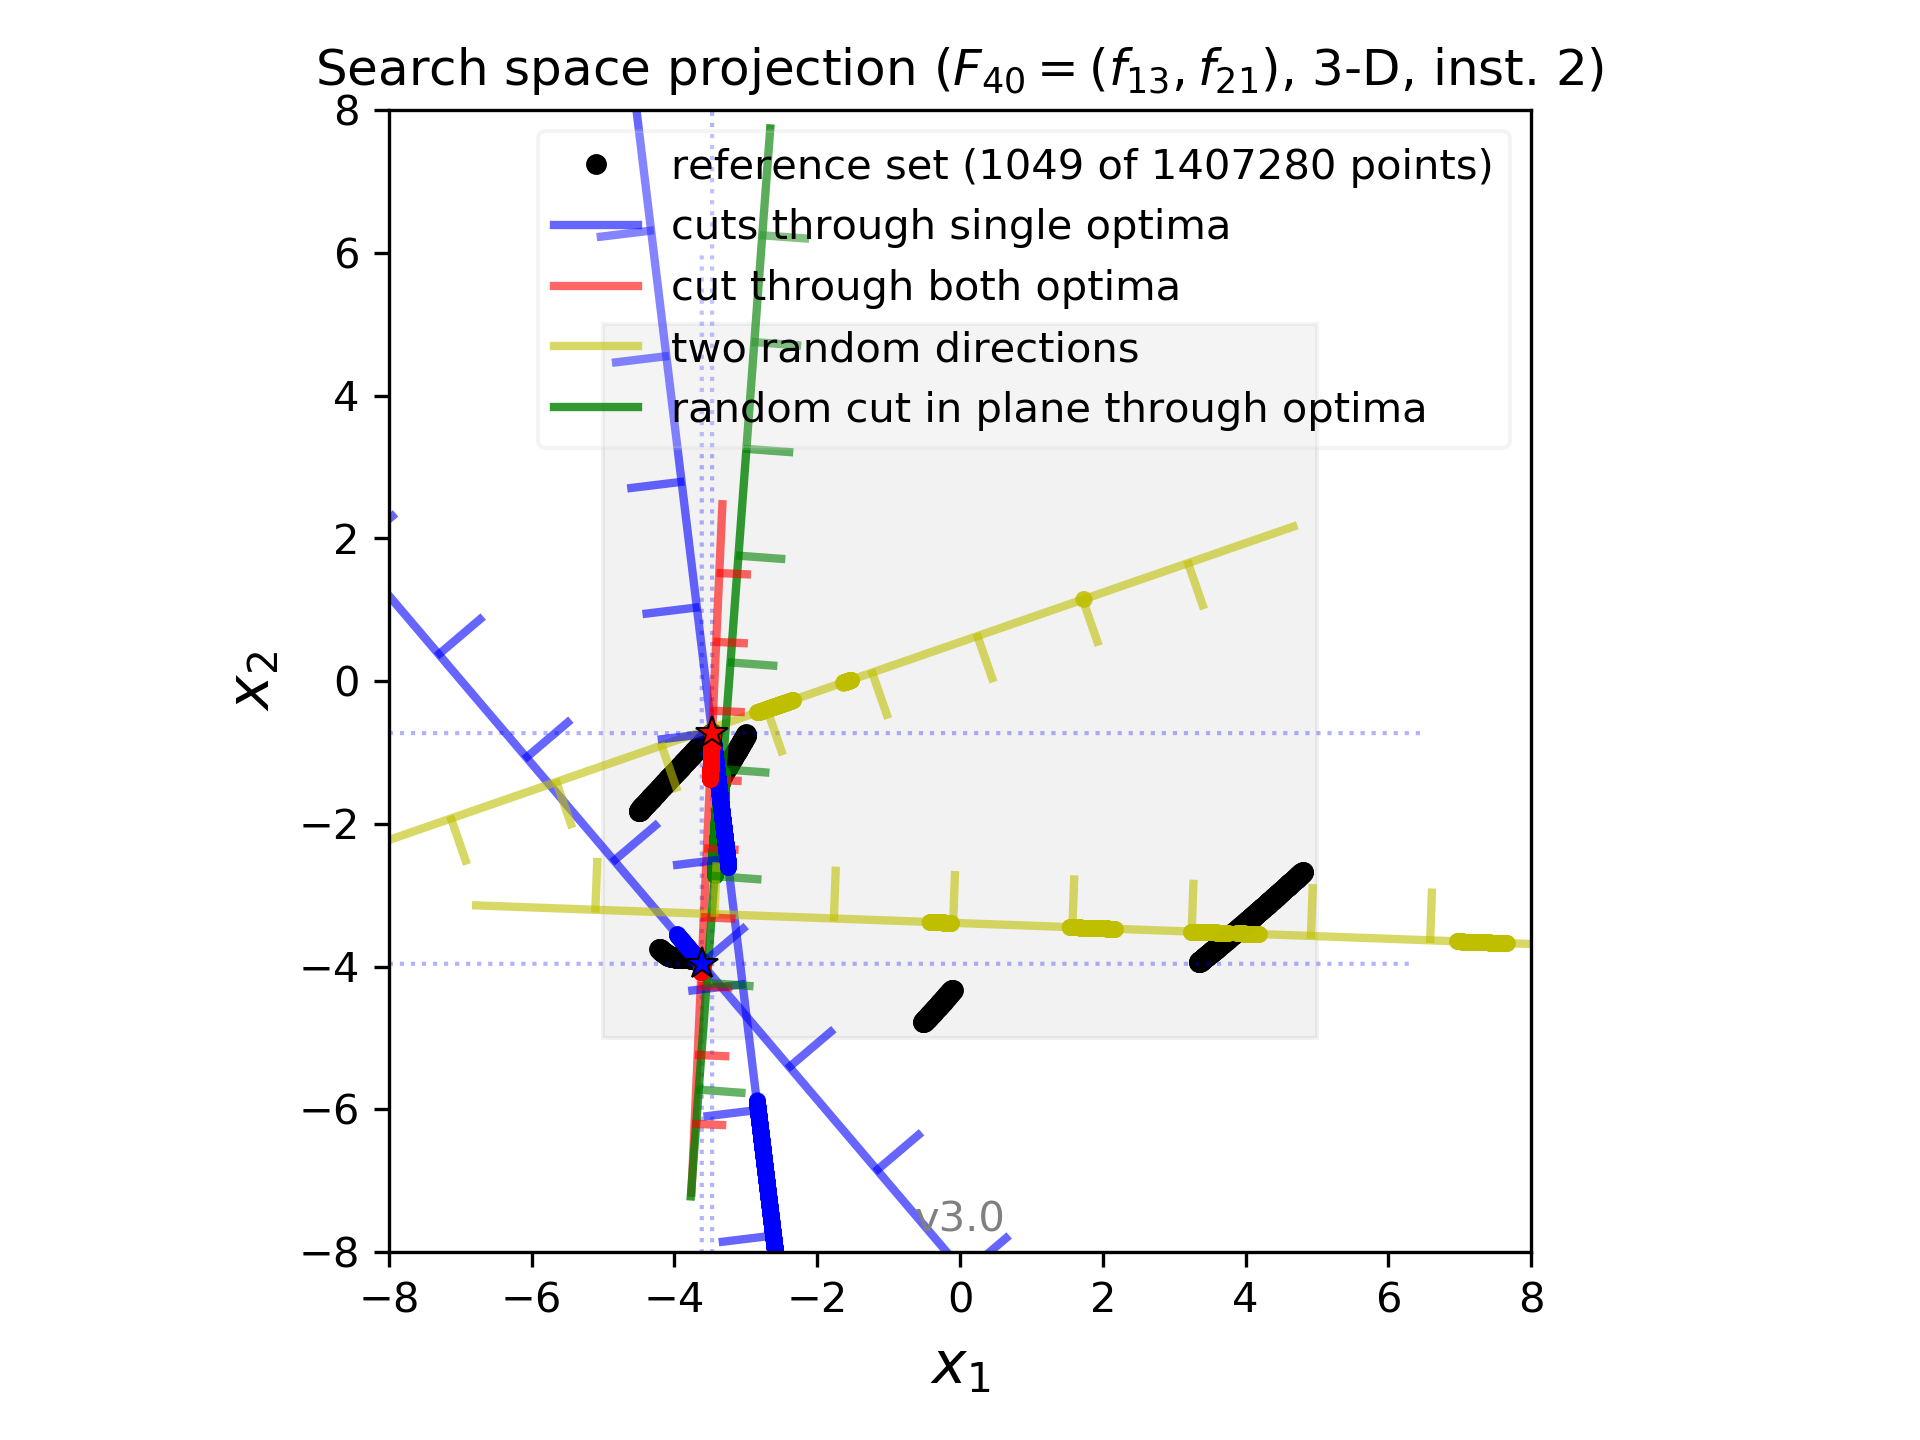 Search space projection (F₄₀ = (f₁₃, f₂₁), 3-D, inst. 2)
reference set (1049 of 1407280 points)
cuts through single optima
cut through both optima
two random directions
random cut in plane through optima
8
6
4
2
0
−2
−4
−6
−8
x₂
v3.0
−8 −6 −4 −2 0 2 4 6 8
x₁